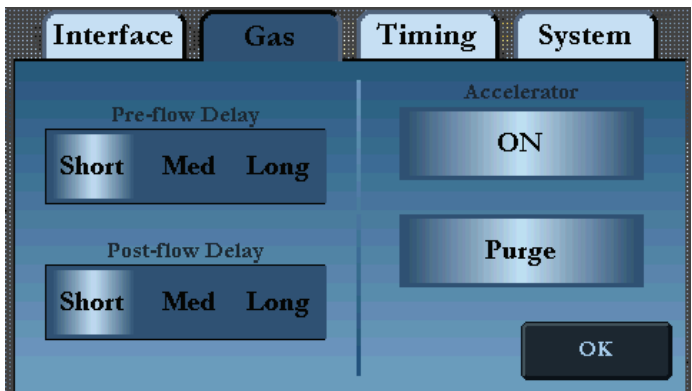 Interface Gas Timing System
Pre-flow Delay
Short Med Long
Post-flow Delay
Short Med Long
Accelerator
ON
Purge
OK